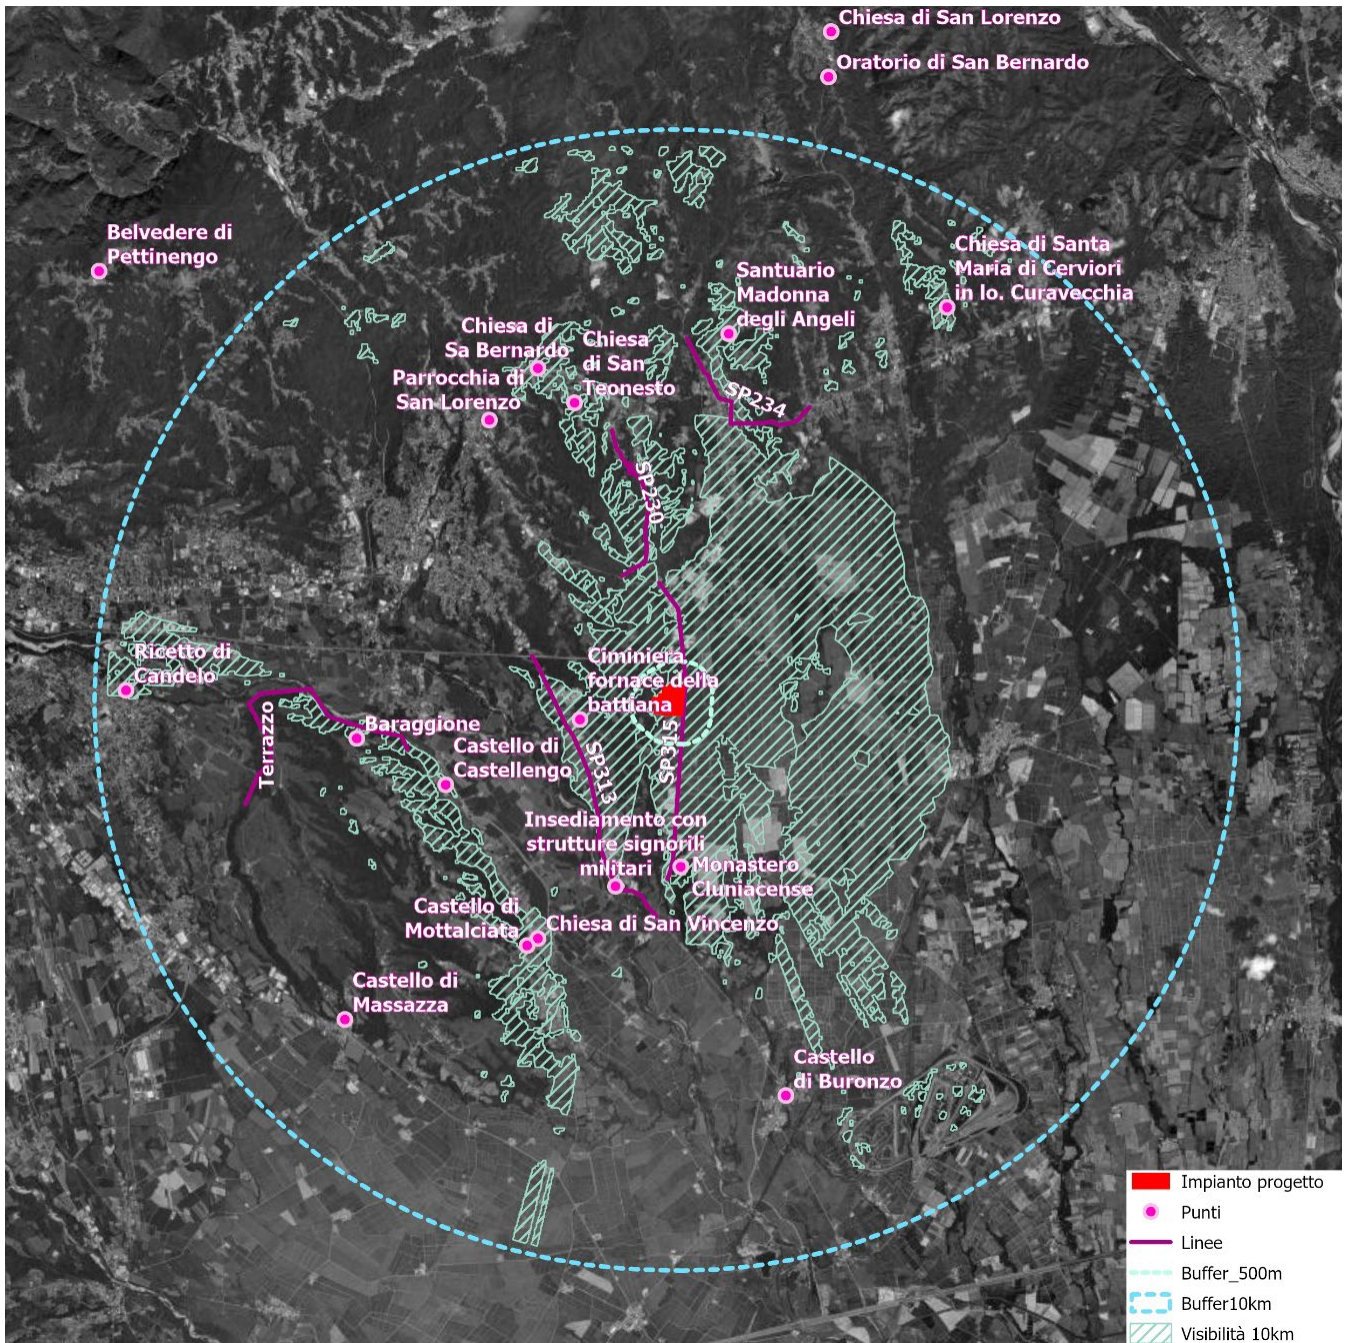 Chiesa di San Lorenzo
Oratorio di San Bernardo
Belvedere di
Pettinengo
Chiesa di Santa
Maria di Cerviori
in lo. Curavecchia
Santuario
Madonna
degli Angeli
Chiesa di
Sa Bernardo
Chiesa
di San
Teonesto
Parrocchia di
San Lorenzo
SP234
SP230
Ricetto di
Candelo
Ciminiera
fornace della
battiana
Terrazzo
Baraggione
Castello di
Castellengo
SP313
SP315
Insediamento con
strutture signorili
militari
Monastero
Cluniacense
Castello di
Mottalciata
Chiesa di San Vincenzo
Castello di
Massazza
Castello
di Buronzo
Impianto progetto
Punti
Linee
Buffer_500m
Buffer10km
Visibilità 10km